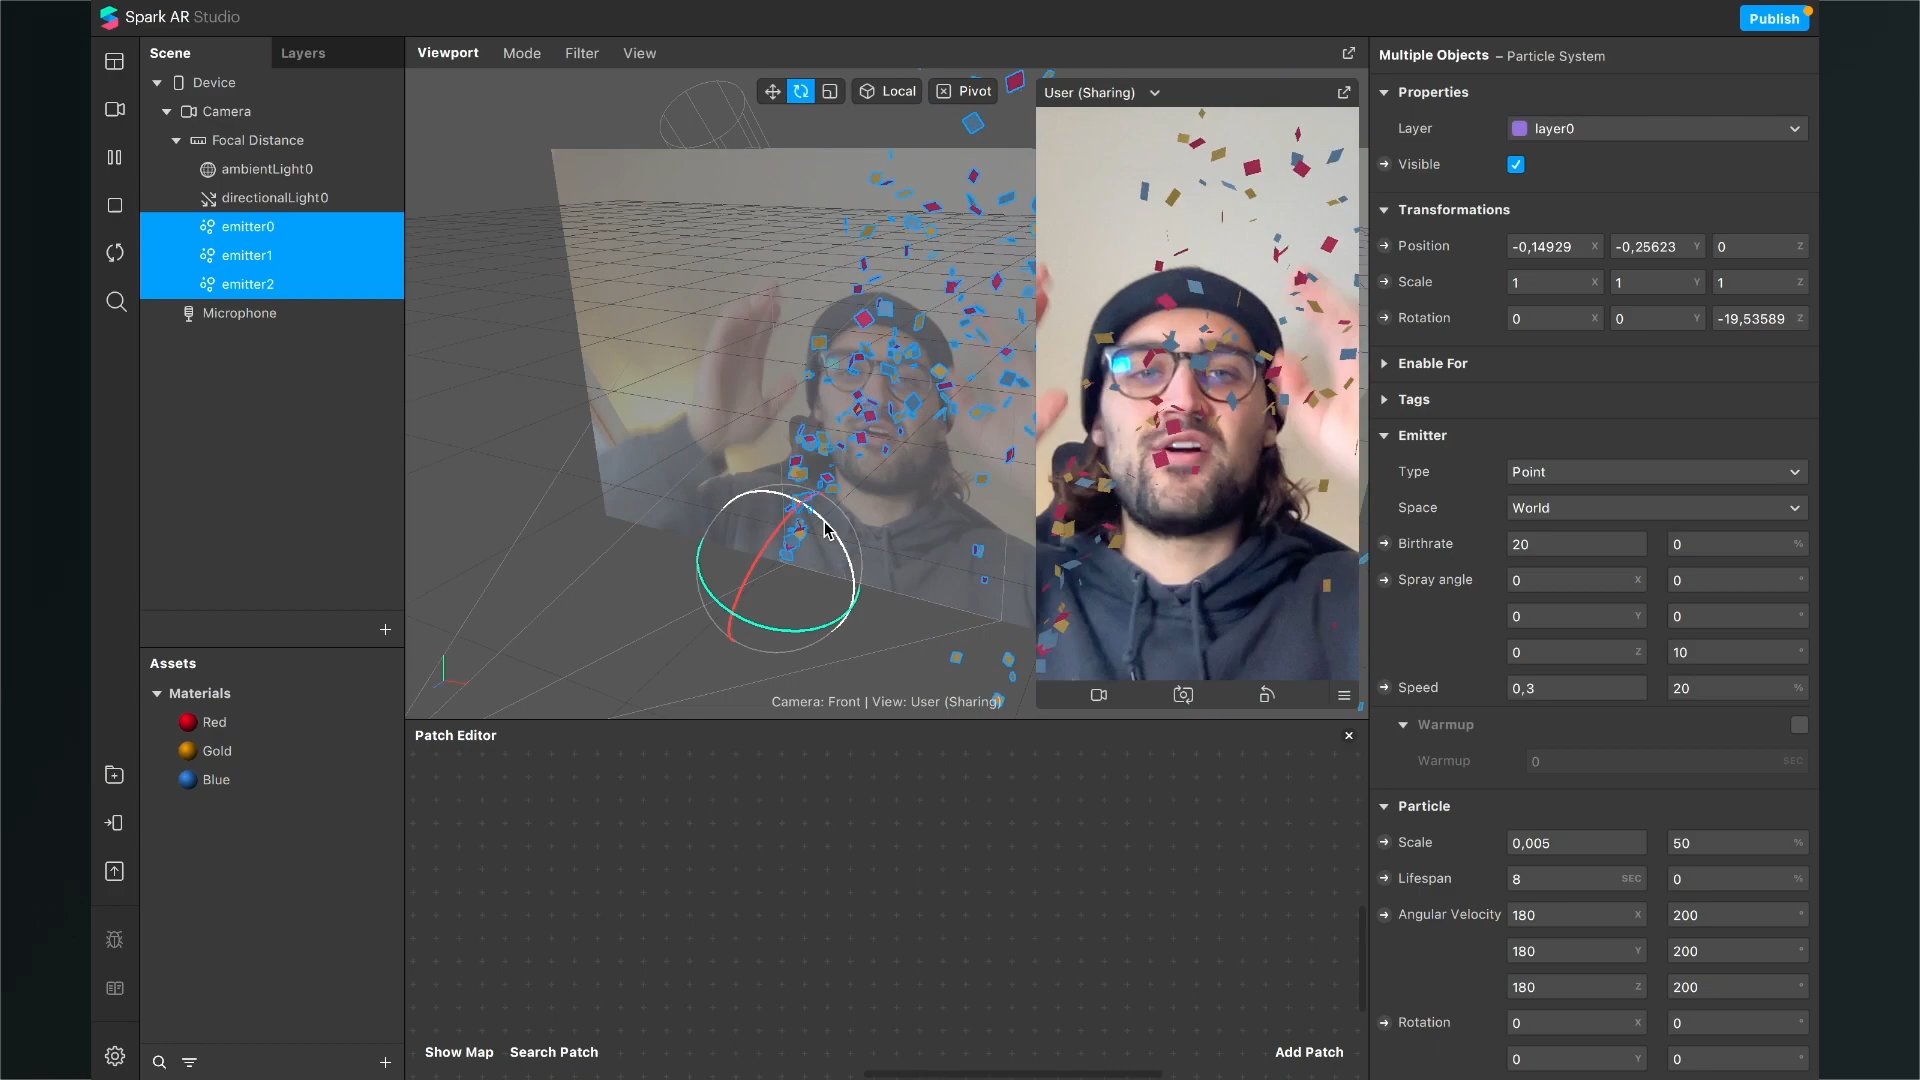 Spark AR Studio
Publish
Scene
Layers
Device
Camera
Focal Distance
ambientLight0
directionalLight0
emitter0
emitter1
emitter2
Microphone
Assets
Materials
Red
Gold
Blue
Viewport
Mode
Filter
View
Local
Pivot
User (Sharing)
Camera: Front | View: User (Sharing)
Patch Editor
Show Map
Search Patch
Add Patch
Multiple Objects – Particle System
Properties
Layer layer0
Visible
Transformations
Position -0,14929 X -0,25623 Y 0 Z
Scale 1 X 1 Y 1 Z
Rotation 0 X 0 Y -19,53589 Z
Enable For
Tags
Emitter
Type Point
Space World
Birthrate 20 0 %
Spray angle 0 X 0 °
0 Y 0 °
0 Z 10 °
Speed 0,3 20 %
Warmup
Warmup 0 SEC
Particle
Scale 0,005 50 %
Lifespan 8 SEC 0 %
Angular Velocity 180 X 200 °
180 Y 200 °
180 Z 200 °
Rotation 0 X 0 °
0 Y 0 °